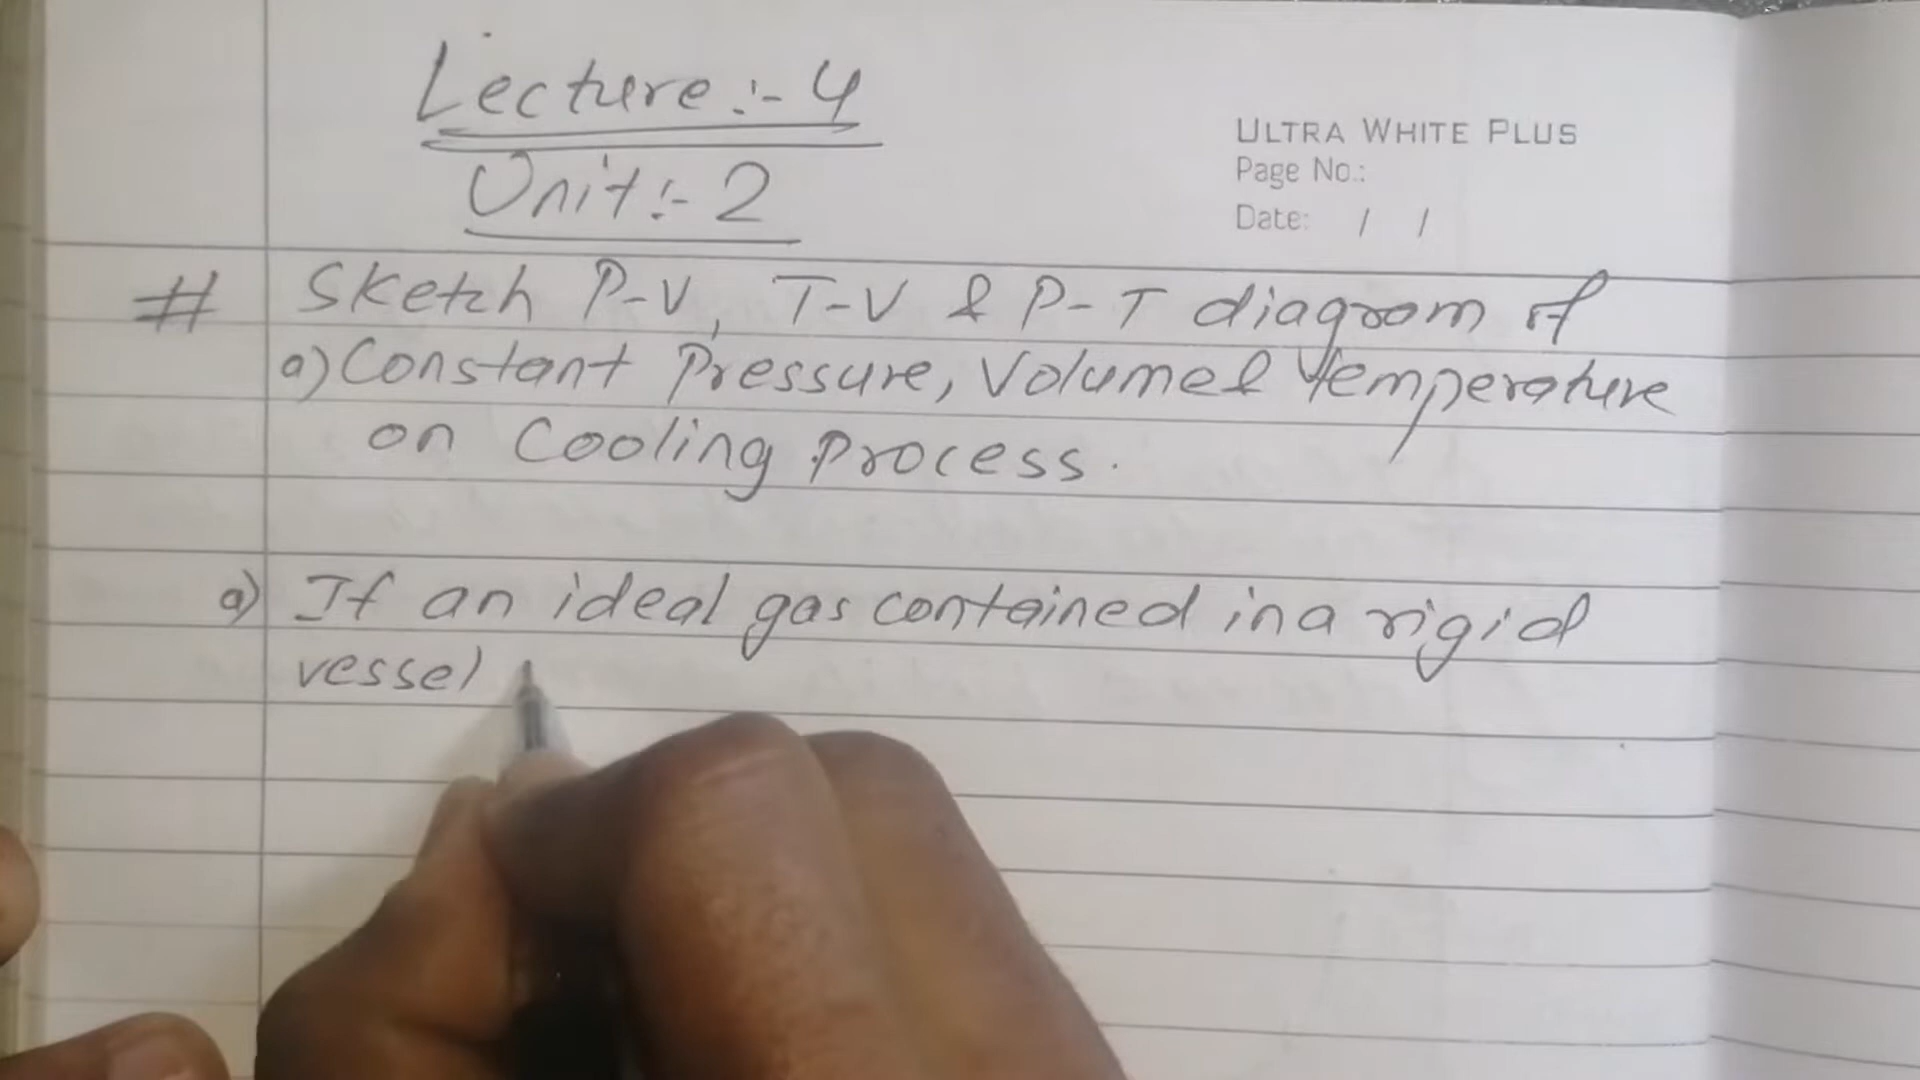 Lecture :- 4
Unit :- 2
ULTRA WHITE PLUS
Page No.:
Date: / /
# Sketch P-V, T-V & P-T diagram of
a) Constant Pressure, Volume & Temperature
on Cooling Process.
a) If an ideal gas contained in a rigid
vessel